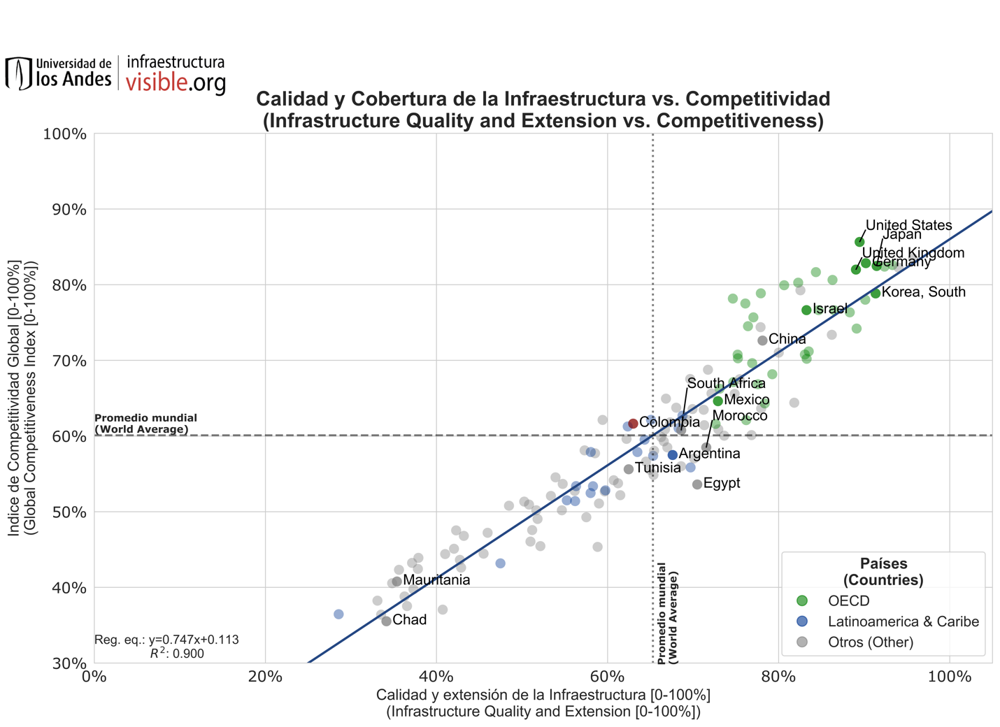 Universidad de
los Andes
infraestructura
visible.org
Calidad y Cobertura de la Infraestructura vs. Competitividad
(Infrastructure Quality and Extension vs. Competitiveness)
Indice de Competitividad Global [0-100%]
(Global Competitiveness Index [0-100%])
100%
90%
80%
70%
60%
50%
40%
30%
United States
Japan
United Kingdom
Germany
Korea, South
Israel
China
South Africa
Mexico
Morocco
Colombia
Argentina
Tunisia
Egypt
Mauritania
Chad
Promedio mundial
(World Average)
Promedio mundial
(World Average)
Reg. eq.: y=0.747x+0.113
R²: 0.900
Países
(Countries)
OECD
Latinoamerica & Caribe
Otros (Other)
0%
20%
40%
60%
80%
100%
Calidad y extensión de la Infraestructura [0-100%]
(Infrastructure Quality and Extension [0-100%])